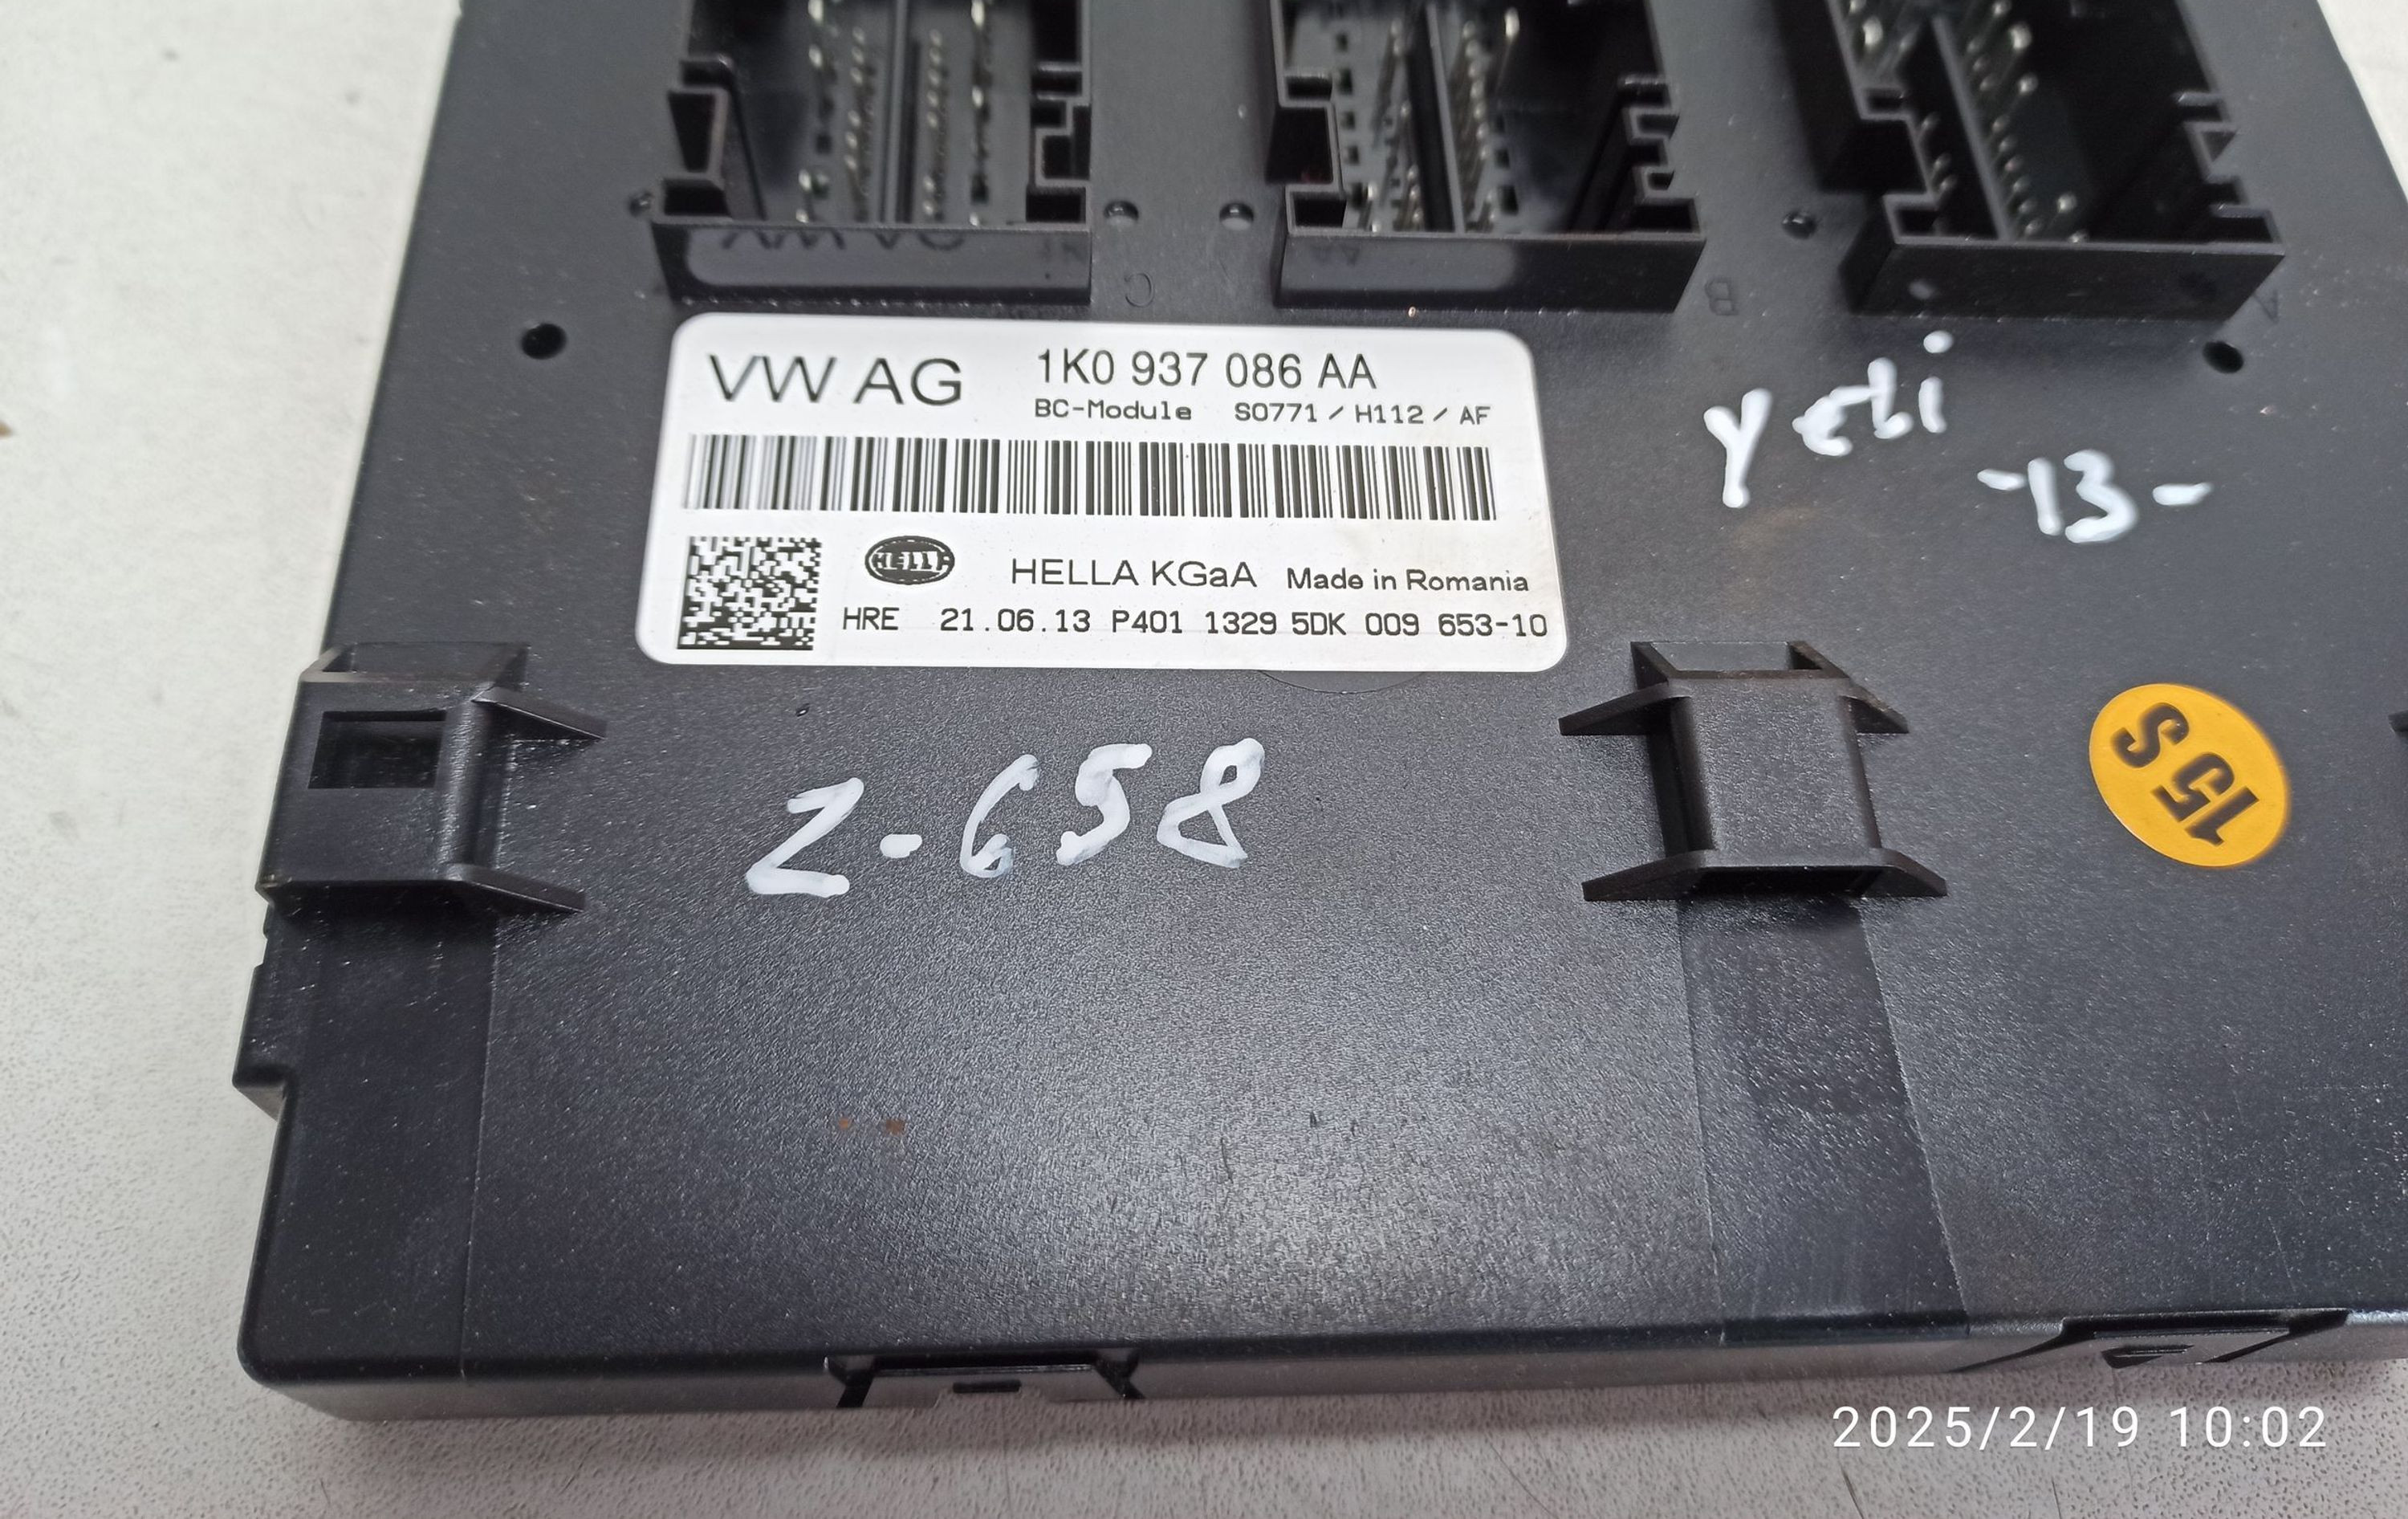 C
B
A
VW AG 1K0 937 086 AA
BC-Module S0771 / H112 / AF
HELLA
HELLA KGaA Made in Romania
HRE 21.06.13 P401 1329 5DK 009 653-10
yeti
-13-
Z-658
15 S
2025/2/19 10:02